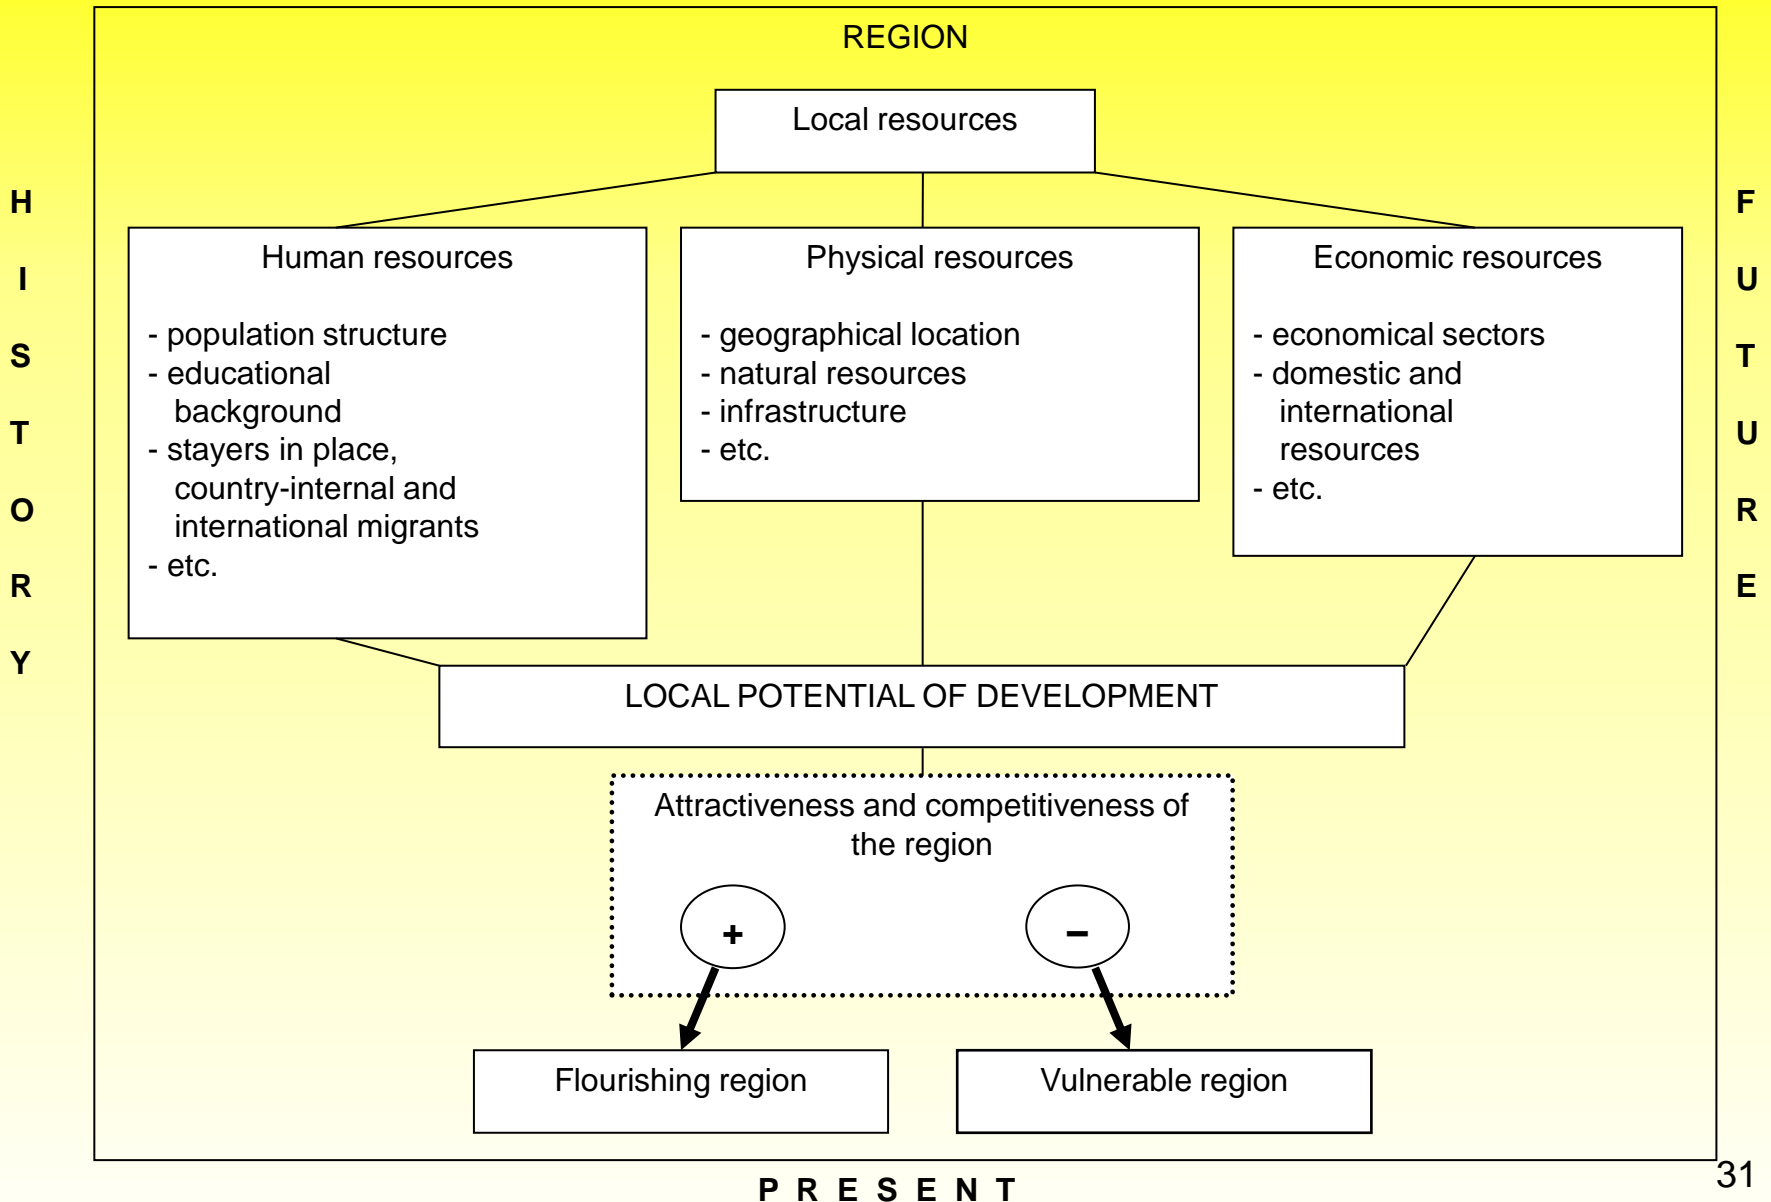 REGION
Local resources
H
I
S
T
O
R
Y
Human resources
- population structure
- educational
background
- stayers in place,
country-internal and
international migrants
- etc.
Physical resources
- geographical location
- natural resources
- infrastructure
- etc.
Economic resources
- economical sectors
- domestic and
international
resources
- etc.
F
U
T
U
R
E
LOCAL POTENTIAL OF DEVELOPMENT
Attractiveness and competitiveness of
the region
+
–
Flourishing region
Vulnerable region
P R E S E N T
31